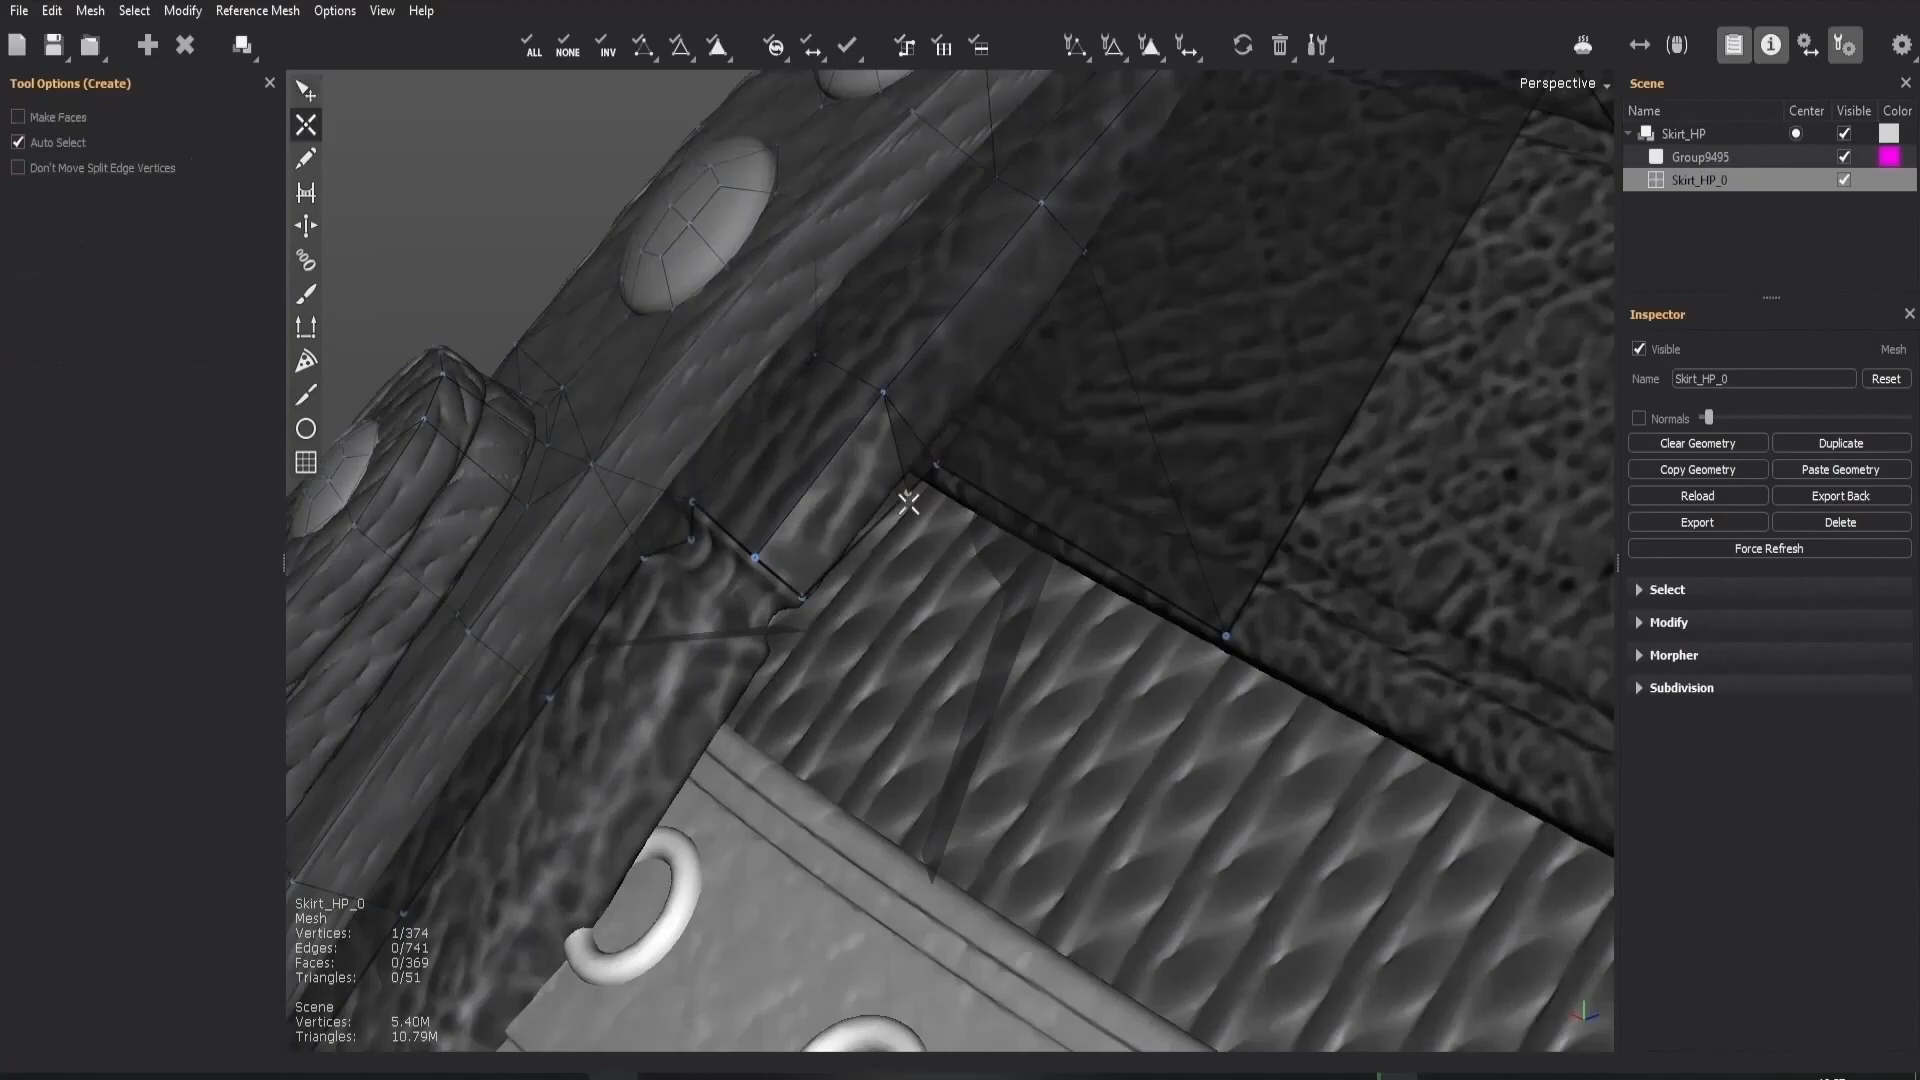 File Edit Mesh Select Modify Reference Mesh Options View Help
ALL NONE INV
Tool Options (Create)
Make Faces
Auto Select
Don't Move Split Edge Vertices
Perspective
Skirt_HP_0
Mesh
Vertices: 1/374
Edges: 0/741
Faces: 0/369
Triangles: 0/51
Scene
Vertices: 5.40M
Triangles: 10.79M
Scene
Name Center Visible Color
Skirt_HP
Group9495
Skirt_HP_0
Inspector
Visible Mesh
Name Skirt_HP_0 Reset
Normals
Clear Geometry Duplicate
Copy Geometry Paste Geometry
Reload Export Back
Export Delete
Force Refresh
Select
Modify
Morpher
Subdivision